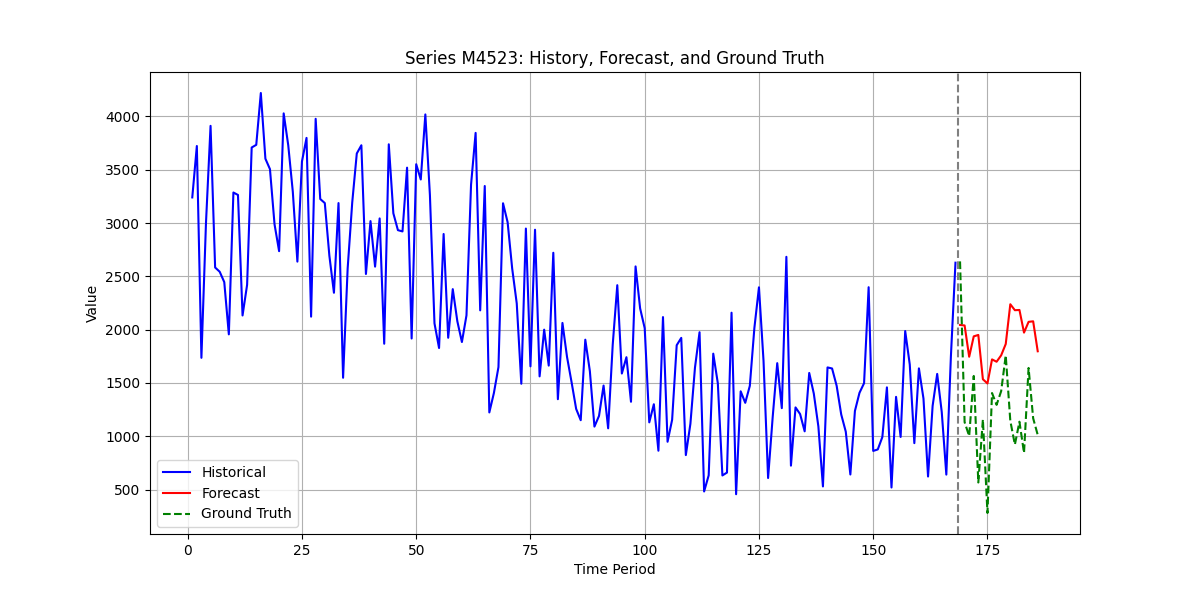 Series M4523: History, Forecast, and Ground Truth
Value
4000
3500
3000
2500
2000
1500
1000
500
Historical
Forecast
Ground Truth
0 25 50 75 100 125 150 175
Time Period